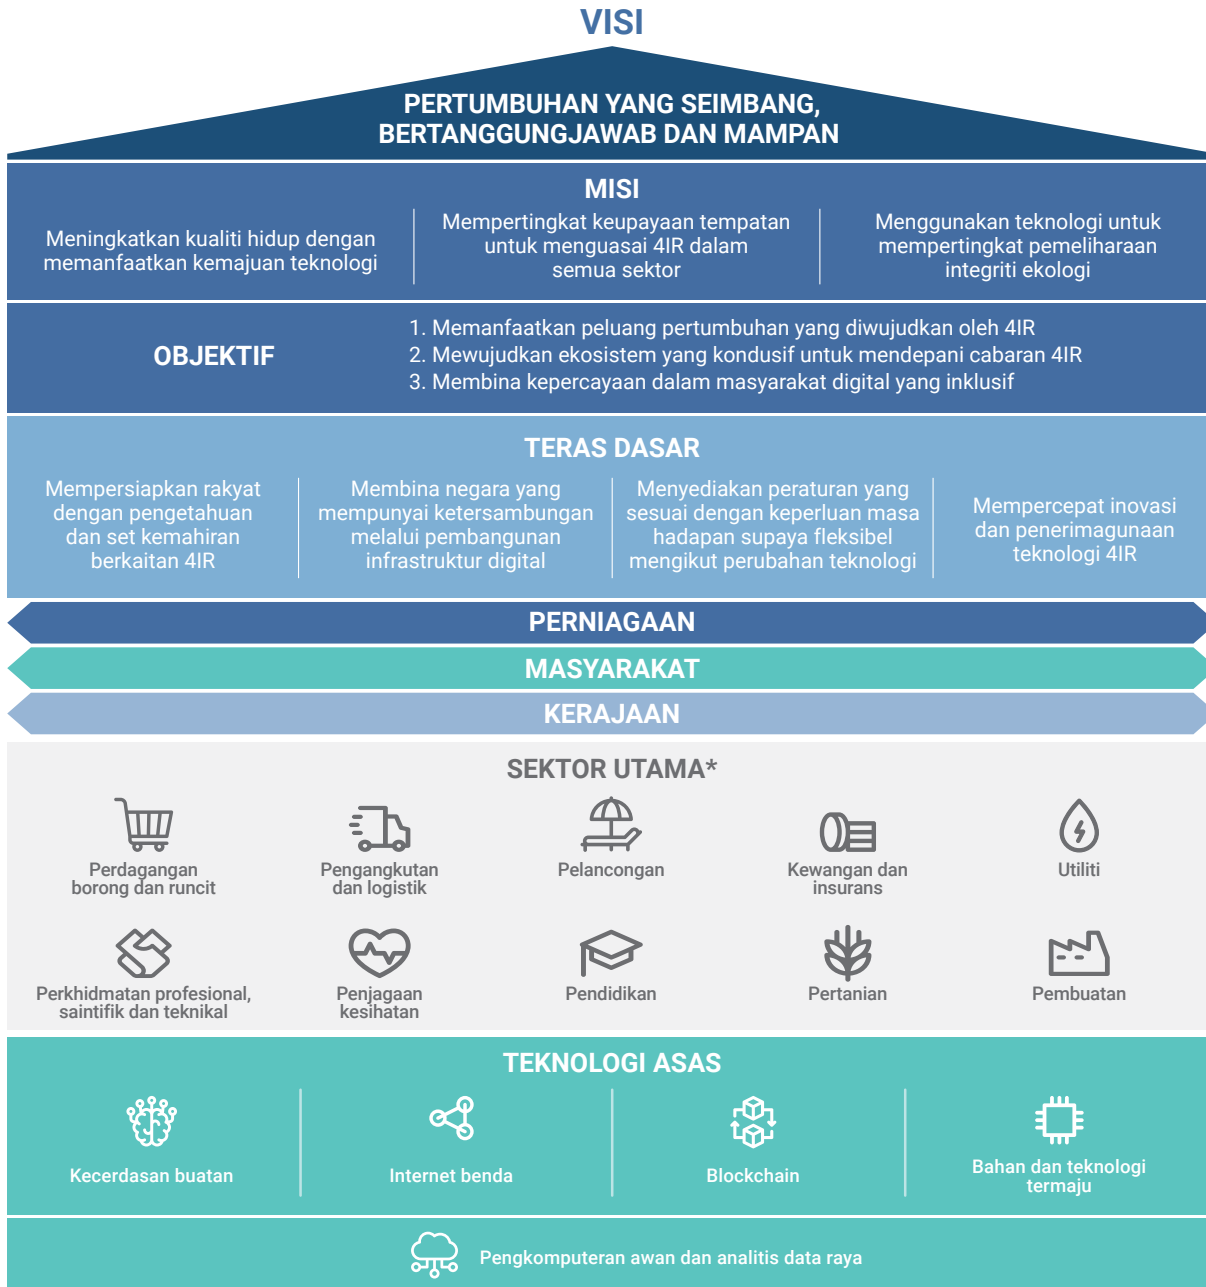 VISI
PERTUMBUHAN YANG SEIMBANG,
BERTANGGUNGJAWAB DAN MAMPAN
MISI
Meningkatkan kualiti hidup dengan
memanfaatkan kemajuan teknologi
Mempertingkat keupayaan tempatan
untuk menguasai 4IR dalam
semua sektor
Menggunakan teknologi untuk
mempertingkat pemeliharaan
integriti ekologi
OBJEKTIF
1. Memanfaatkan peluang pertumbuhan yang diwujudkan oleh 4IR
2. Mewujudkan ekosistem yang kondusif untuk mendepani cabaran 4IR
3. Membina kepercayaan dalam masyarakat digital yang inklusif
TERAS DASAR
Mempersiapkan rakyat
dengan pengetahuan
dan set kemahiran
berkaitan 4IR
Membina negara yang
mempunyai ketersambungan
melalui pembangunan
infrastruktur digital
Menyediakan peraturan yang
sesuai dengan keperluan masa
hadapan supaya fleksibel
mengikut perubahan teknologi
Mempercepat inovasi
dan penerimagunaan
teknologi 4IR
PERNIAGAAN
MASYARAKAT
KERAJAAN
SEKTOR UTAMA*
Perdagangan
borong dan runcit
Pengangkutan
dan logistik
Pelancongan
Kewangan dan
insurans
Utiliti
Perkhidmatan profesional,
saintifik dan teknikal
Penjagaan
kesihatan
Pendidikan
Pertanian
Pembuatan
TEKNOLOGI ASAS
Kecerdasan buatan
Internet benda
Blockchain
Bahan dan teknologi
termaju
Pengkomputeran awan dan analitis data raya